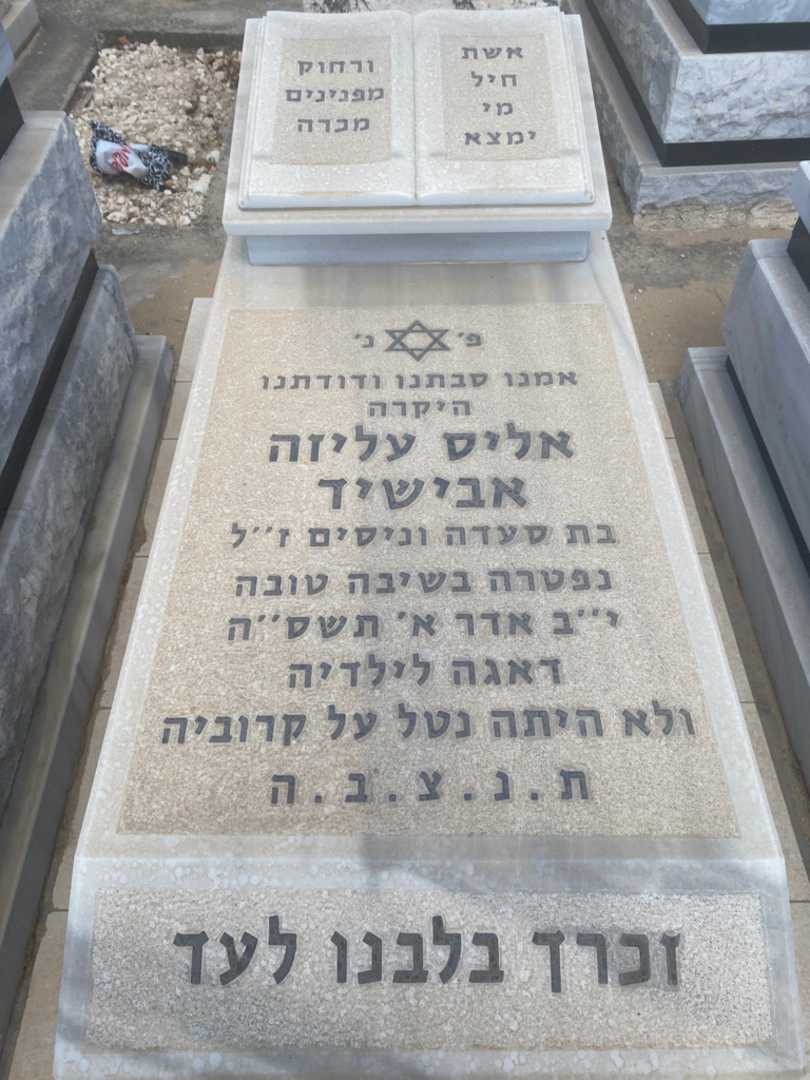 אשת
חיל
מי
ימצא
ורחוק
מפנינים
מכרה
פ' נ'
אמנו סבתנו ודודתנו
היקרה
אליס עליזה
אבישיד
בת סעדה וניסים ז''ל
נפטרה בשיבה טובה
י''ב אדר א' תשס''ה
דאגה לילדיה
ולא היתה נטל על קרוביה
ת.נ.צ.ב.ה
זכרך בלבנו לעד